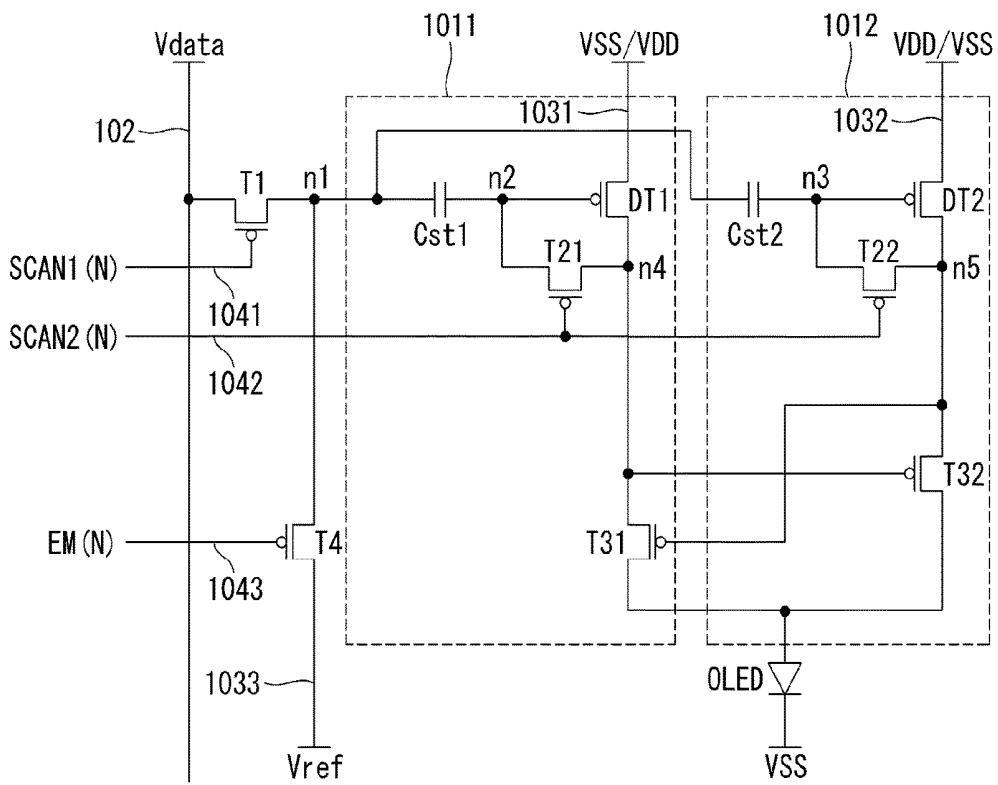 1011
1012
Vdata
VSS/VDD
VDD/VSS
1031
1032
102
T1
n1
n2
n3
DT1
DT2
Cst1
Cst2
T21
n4
T22
n5
SCAN1(N)
1041
SCAN2(N)
1042
T32
EM(N)
T4
T31
1043
1033
OLED
Vref
VSS